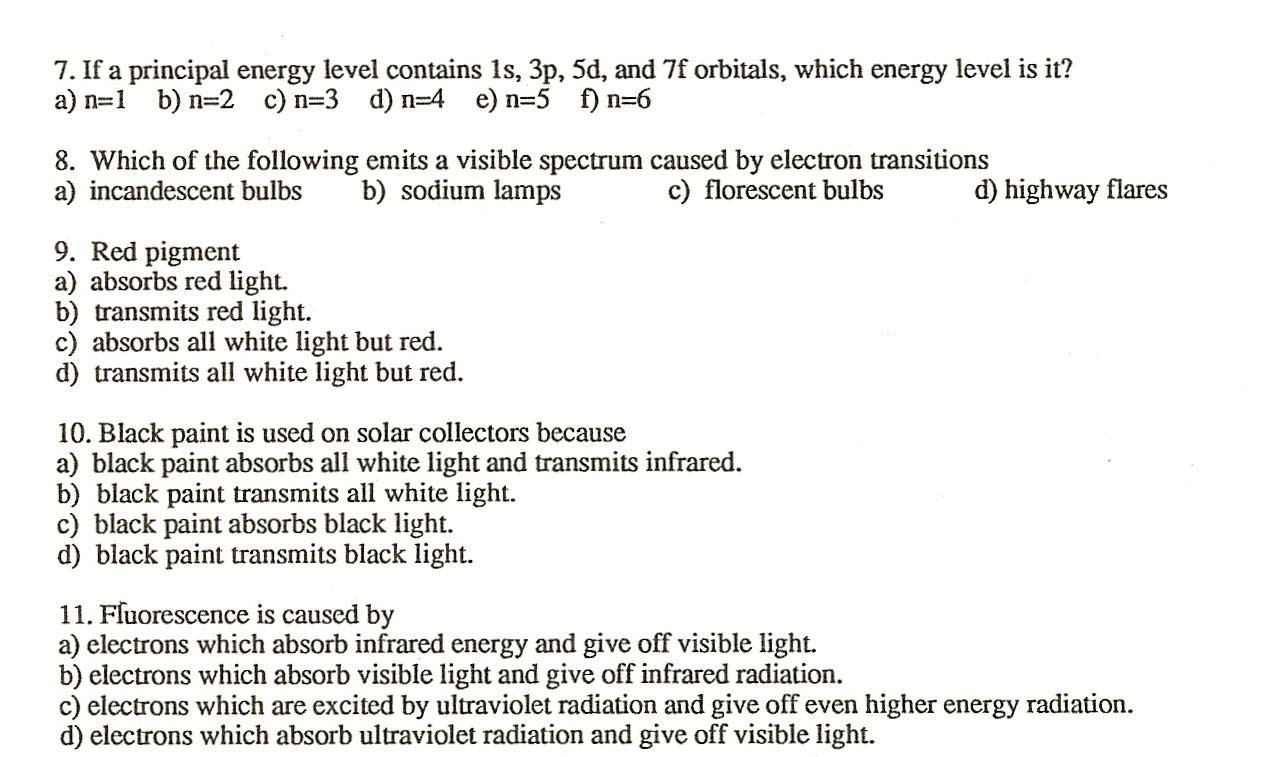 7. If a principal energy level contains 1s, 3p, 5d, and 7f orbitals, which energy level is it?
a) n=1 b) n=2 c) n=3 d) n=4 e) n=5 f) n=6
8. Which of the following emits a visible spectrum caused by electron transitions
a) incandescent bulbs b) sodium lamps c) florescent bulbs d) highway flares
9. Red pigment
a) absorbs red light.
b) transmits red light.
c) absorbs all white light but red.
d) transmits all white light but red.
10. Black paint is used on solar collectors because
a) black paint absorbs all white light and transmits infrared.
b) black paint transmits all white light.
c) black paint absorbs black light.
d) black paint transmits black light.
11. Fluorescence is caused by
a) electrons which absorb infrared energy and give off visible light.
b) electrons which absorb visible light and give off infrared radiation.
c) electrons which are excited by ultraviolet radiation and give off even higher energy radiation.
d) electrons which absorb ultraviolet radiation and give off visible light.